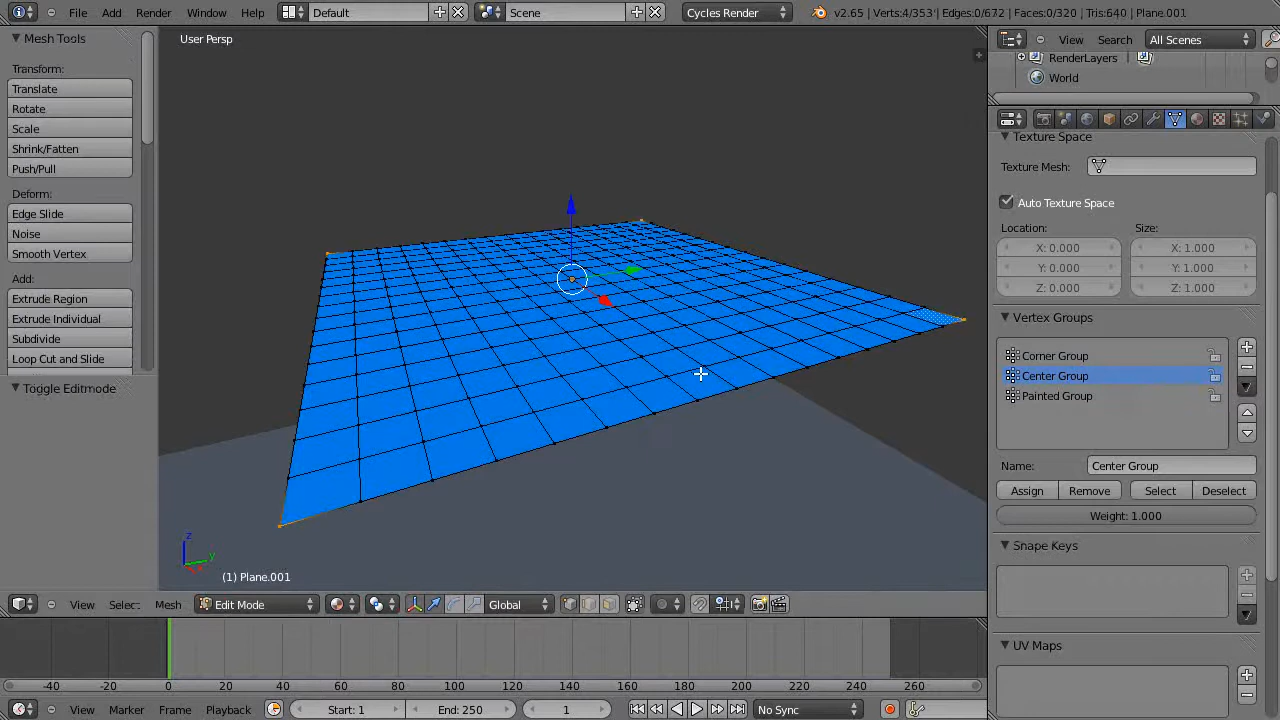 File Add Render Window Help Default Scene Cycles Render v2.65 | Verts:4/353 | Edges:0/672 | Faces:0/320 | Tris:640 | Plane.001
Mesh Tools
Transform:
Translate
Rotate
Scale
Shrink/Fatten
Push/Pull
Deform:
Edge Slide
Noise
Smooth Vertex
Add:
Extrude Region
Extrude Individual
Subdivide
Loop Cut and Slide
Toggle Editmode
User Persp
z
y
(1) Plane.001
View Select Mesh Edit Mode Global
-40 -20 0 20 40 60 80 100 120 140 160 180 200 220 240 260
View Marker Frame Playback Start: 1 End: 250 1 No Sync
View Search All Scenes
RenderLayers
World
Texture Space
Texture Mesh:
Auto Texture Space
Location: Size:
X: 0.000 X: 1.000
Y: 0.000 Y: 1.000
Z: 0.000 Z: 1.000
Vertex Groups
Corner Group
Center Group
Painted Group
Name: Center Group
Assign Remove Select Deselect
Weight: 1.000
Shape Keys
UV Maps